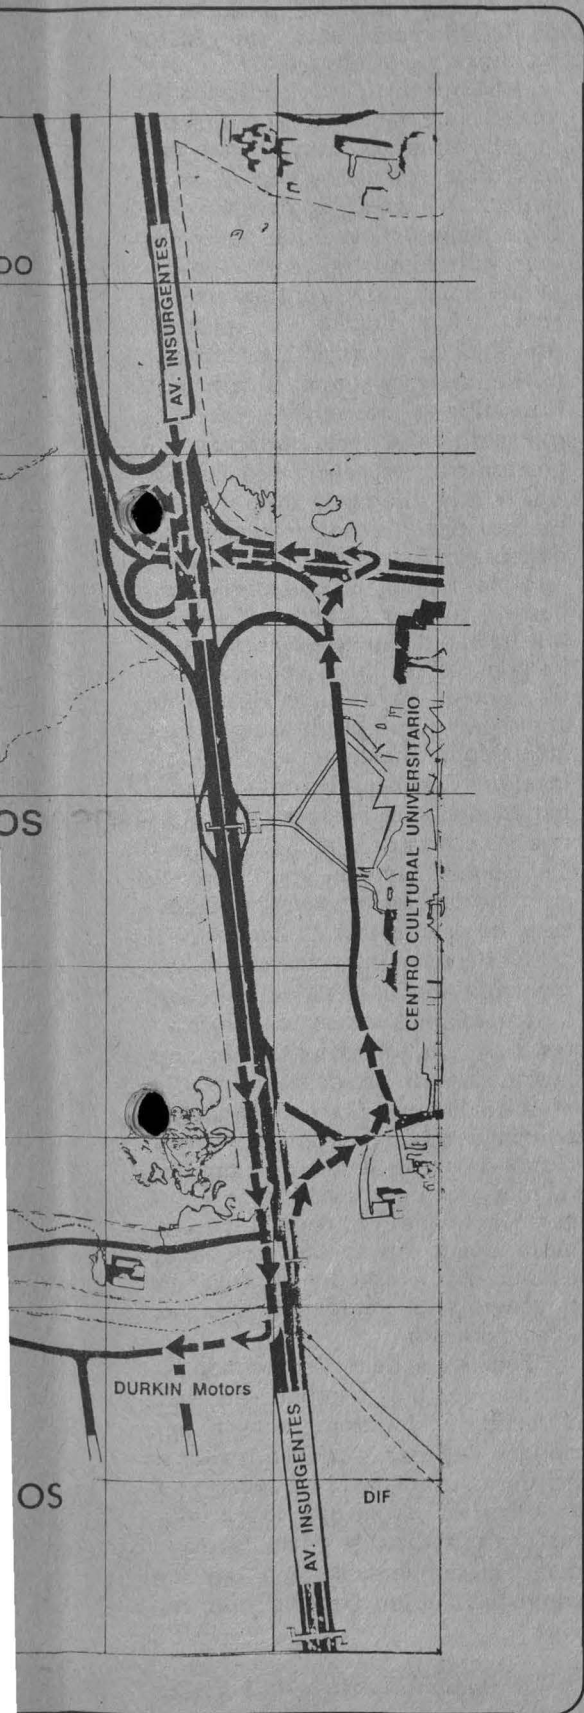 DO
AV. INSURGENTES
OS
CENTRO CULTURAL UNIVERSITARIO
DURKIN Motors
AV. INSURGENTES
OS
DIF